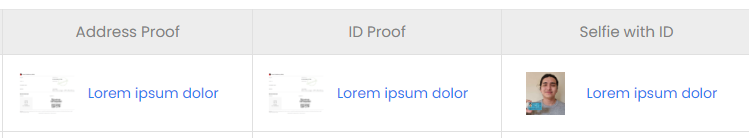 Address Proof
ID Proof
Selfie with ID
Lorem ipsum dolor
Lorem ipsum dolor
Lorem ipsum dolor